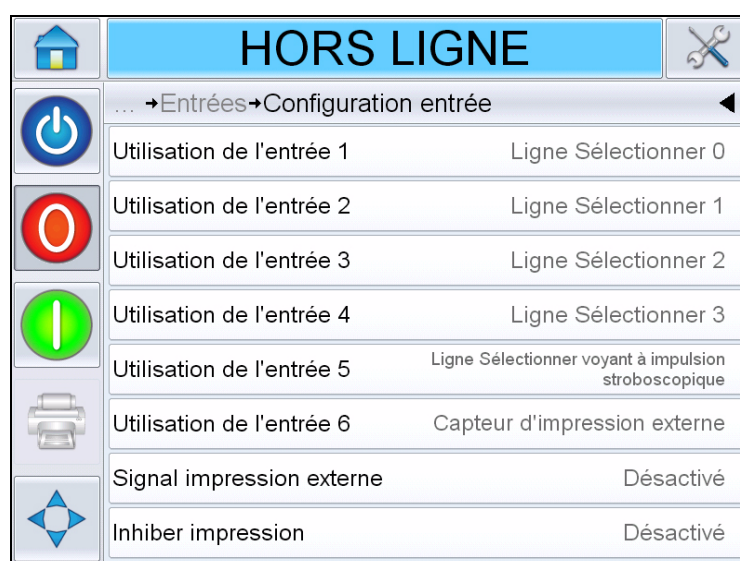 HORS LIGNE
... →Entrées→Configuration entrée
Utilisation de l'entrée 1 Ligne Sélectionner 0
Utilisation de l'entrée 2 Ligne Sélectionner 1
Utilisation de l'entrée 3 Ligne Sélectionner 2
Utilisation de l'entrée 4 Ligne Sélectionner 3
Utilisation de l'entrée 5 Ligne Sélectionner voyant à impulsion
stroboscopique
Utilisation de l'entrée 6 Capteur d'impression externe
Signal impression externe Désactivé
Inhiber impression Désactivé